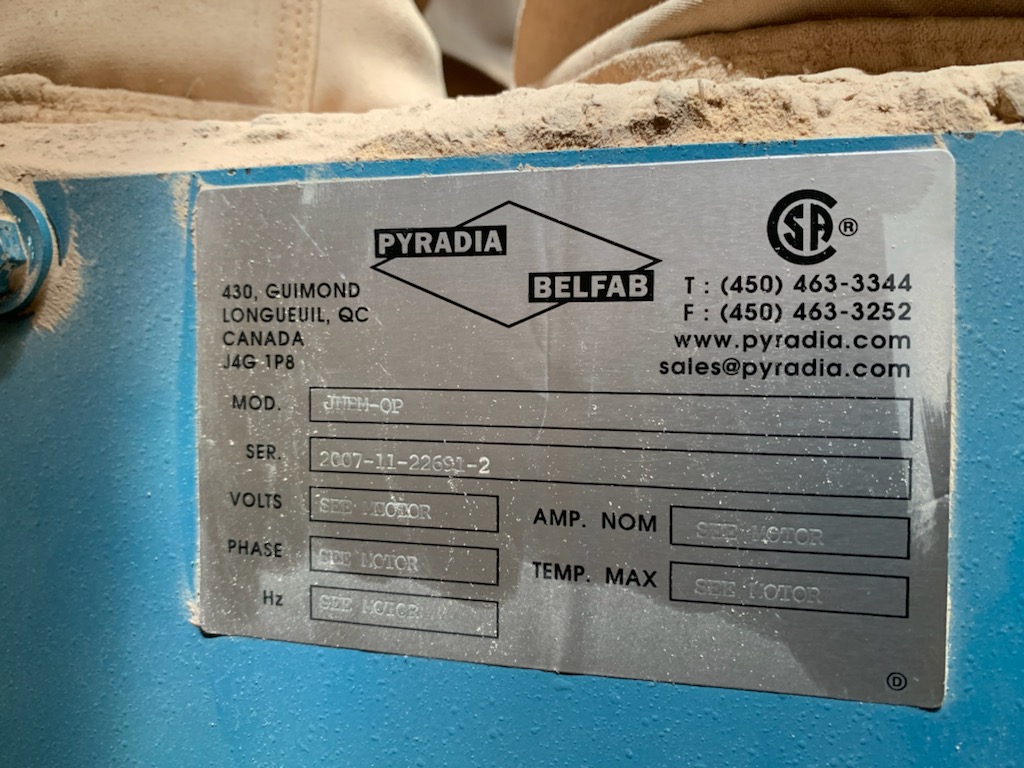 PYRADIA
BELFAB
CSA ®
430, GUIMOND
LONGUEUIL, QC
CANADA
J4G 1P8
T : (450) 463-3344
F : (450) 463-3252
www.pyradia.com
sales@pyradia.com
MOD.
SER. 2007-11-22691-2
VOLTS SEE MOTOR
AMP. NOM SEE MOTOR
PHASE SEE MOTOR
TEMP. MAX SEE MOTOR
Hz SEE MOTOR
D